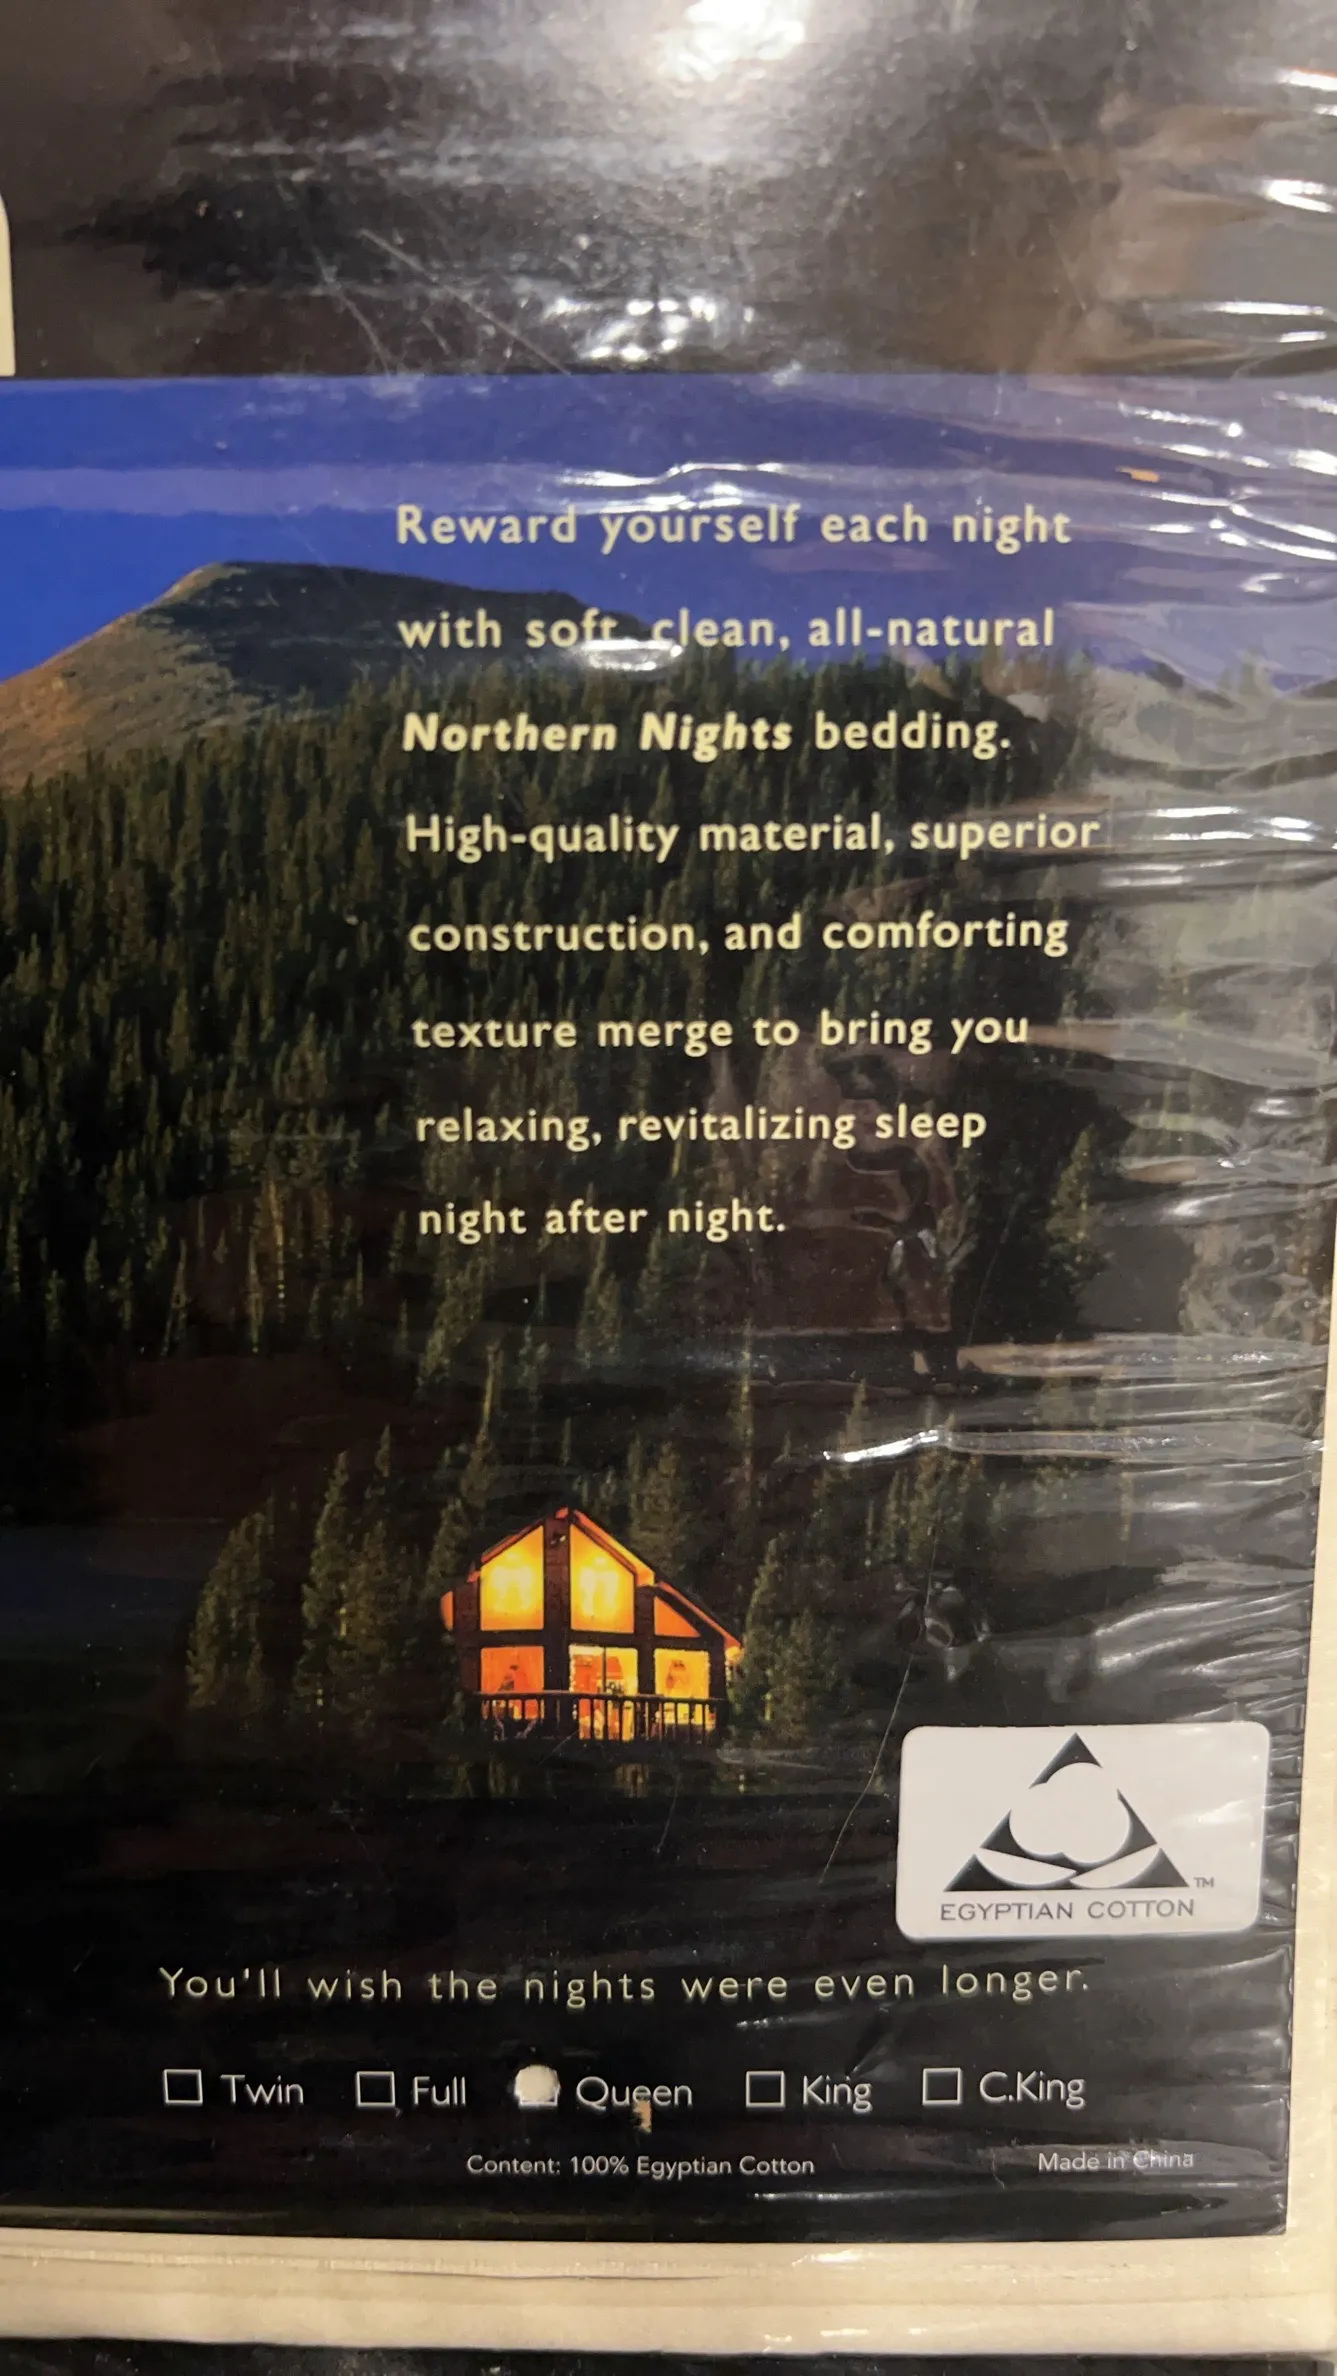 Reward yourself each night
with soft, clean, all-natural
Northern Nights bedding.
High-quality material, superior
construction, and comforting
texture merge to bring you
relaxing, revitalizing sleep
night after night.
TM
EGYPTIAN COTTON
You'll wish the nights were even longer.
Twin Full Queen King C.King
Content: 100% Egyptian Cotton Made in China